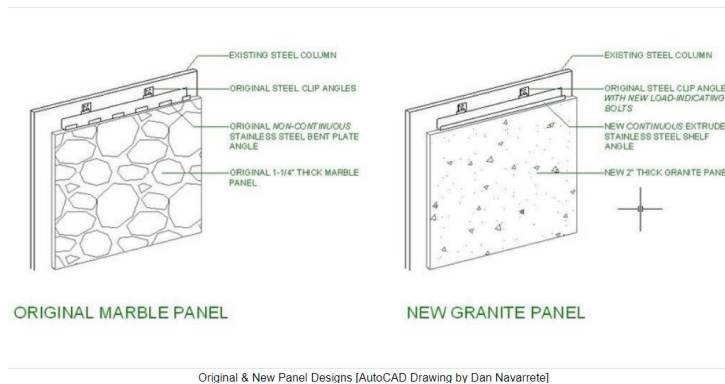 EXISTING STEEL COLUMN
ORIGINAL STEEL CLIP ANGLES
ORIGINAL NON-CONTINUOUS
STAINLESS STEEL BENT PLATE
ANGLE
ORIGINAL 1-1/4" THICK MARBLE
PANEL
ORIGINAL MARBLE PANEL
EXISTING STEEL COLUMN
ORIGINAL STEEL CLIP ANGLE
WITH NEW LOAD-INDICATING
BOLTS
NEW CONTINUOUS EXTRUDE
STAINLESS STEEL SHELF
ANGLE
NEW 2" THICK GRANITE PANE
NEW GRANITE PANEL
Original & New Panel Designs [AutoCAD Drawing by Dan Navarrete]